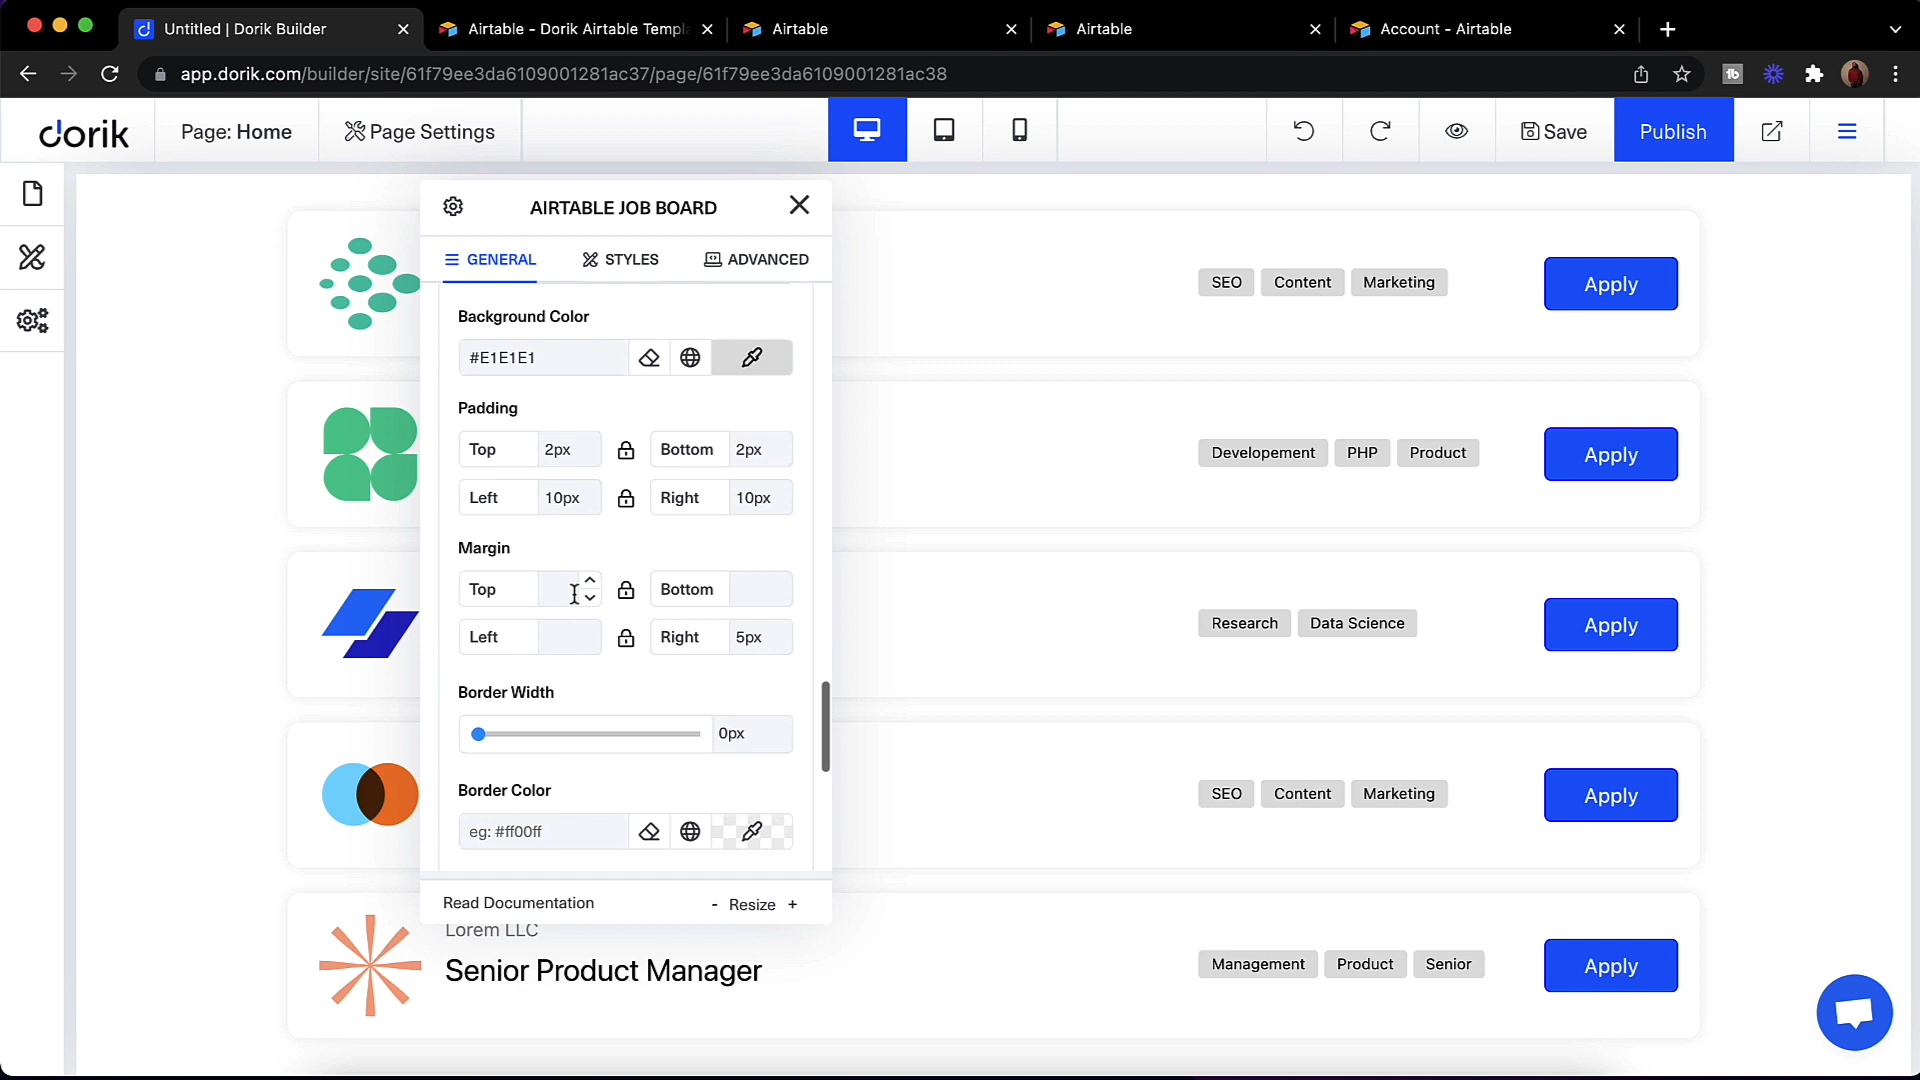 Untitled | Dorik Builder
Airtable - Dorik Airtable Templ
Airtable
Airtable
Account - Airtable
app.dorik.com/builder/site/61f79ee3da6109001281ac37/page/61f79ee3da6109001281ac38
tb
dorik
Page: Home
Page Settings
Save
Publish
AIRTABLE JOB BOARD
GENERAL
STYLES
ADVANCED
Background Color
#E1E1E1
Padding
Top 2px
Bottom 2px
Left 10px
Right 10px
Margin
Top
Bottom
Left
Right 5px
Border Width
0px
Border Color
eg: #ff00ff
Read Documentation
- Resize +
SEO Content Marketing
Apply
Developement PHP Product
Apply
Research Data Science
Apply
SEO Content Marketing
Apply
Lorem LLC
Senior Product Manager
Management Product Senior
Apply